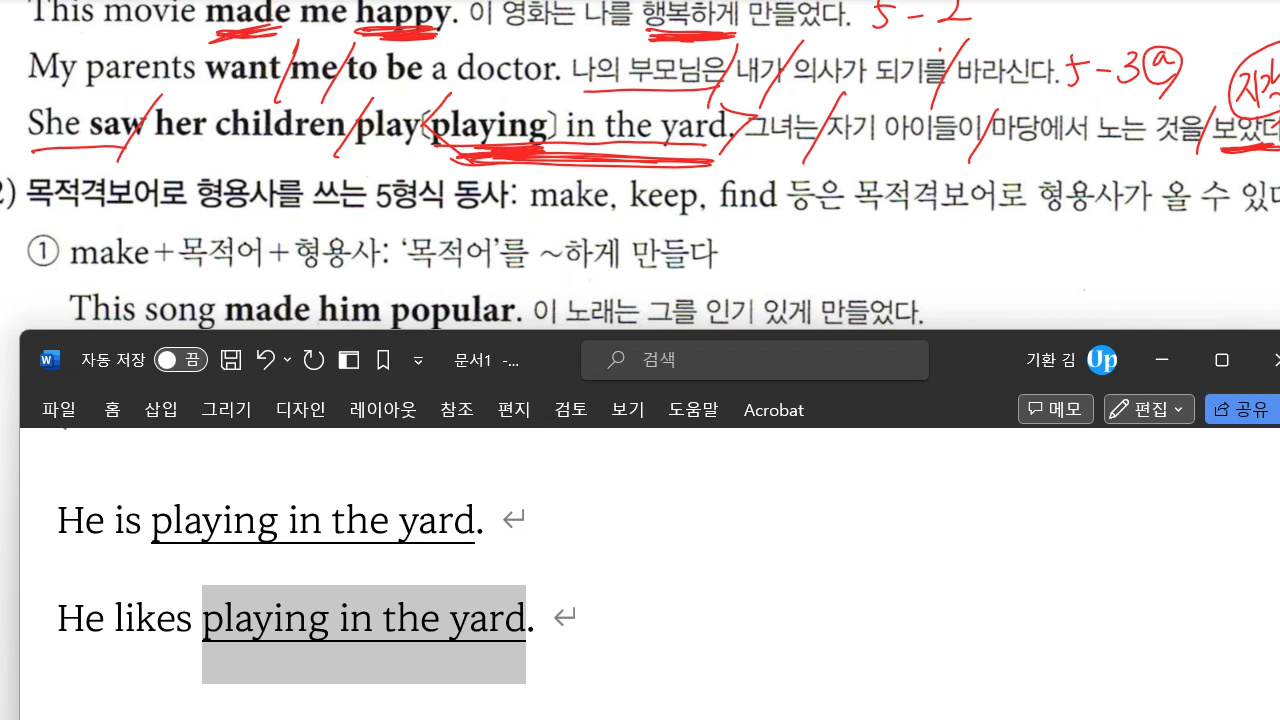 This movie made me happy. 이 영화는 나를 행복하게 만들었다. 5-2
My parents want me to be a doctor. 나의 부모님은 내가 의사가 되기를 바라신다. 5-3 ⓐ
She saw her children play[playing] in the yard. 그녀는 자기 아이들이 마당에서 노는 것을 보았다
2) 목적격보어로 형용사를 쓰는 5형식 동사: make, keep, find 등은 목적격보어로 형용사가 올 수 있다
① make+목적어+형용사: ‘목적어’를 ~하게 만들다
This song made him popular. 이 노래는 그를 인기 있게 만들었다.
자동 저장 끔 문서1 -... 검색 기환 김 Up
파일 홈 삽입 그리기 디자인 레이아웃 참조 편지 검토 보기 도움말 Acrobat 메모 편집 공유
He is playing in the yard.
He likes playing in the yard.